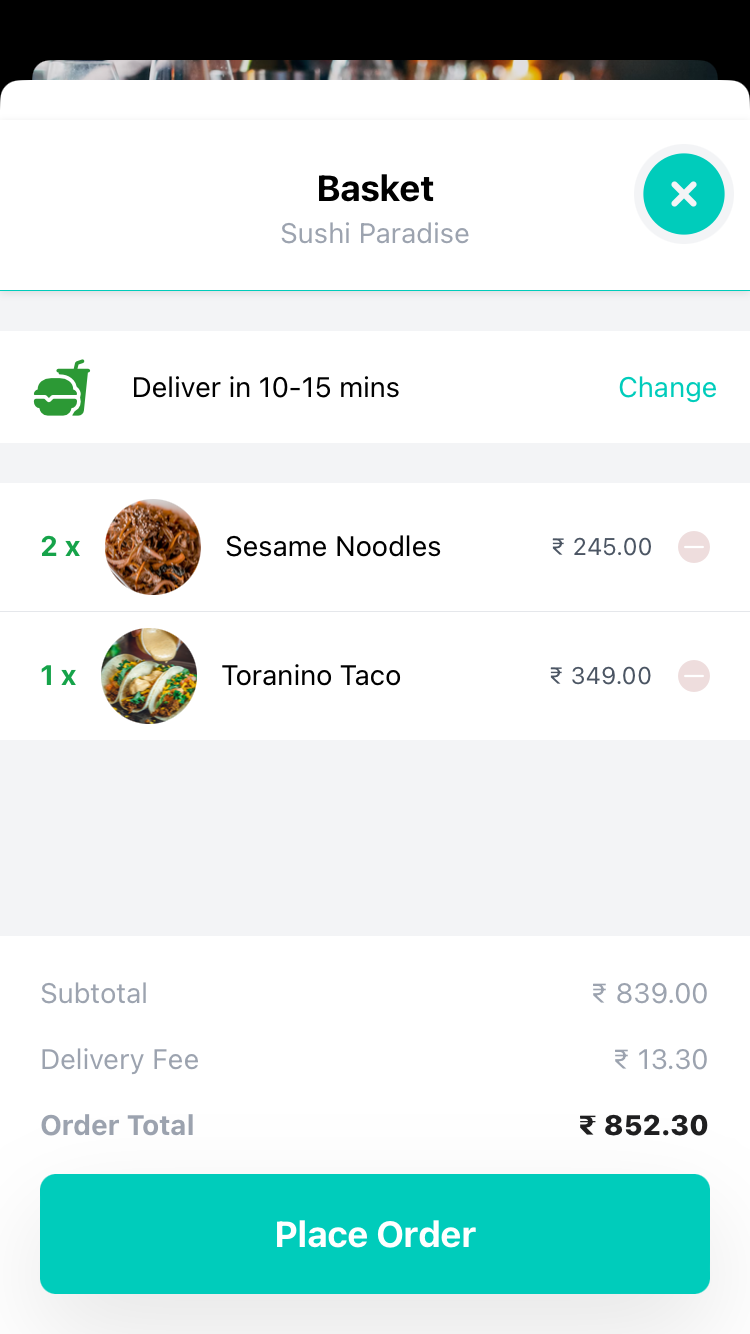 Basket
Sushi Paradise
Deliver in 10-15 mins Change
2 x Sesame Noodles ₹ 245.00
1 x Toranino Taco ₹ 349.00
Subtotal ₹ 839.00
Delivery Fee ₹ 13.30
Order Total ₹ 852.30
Place Order